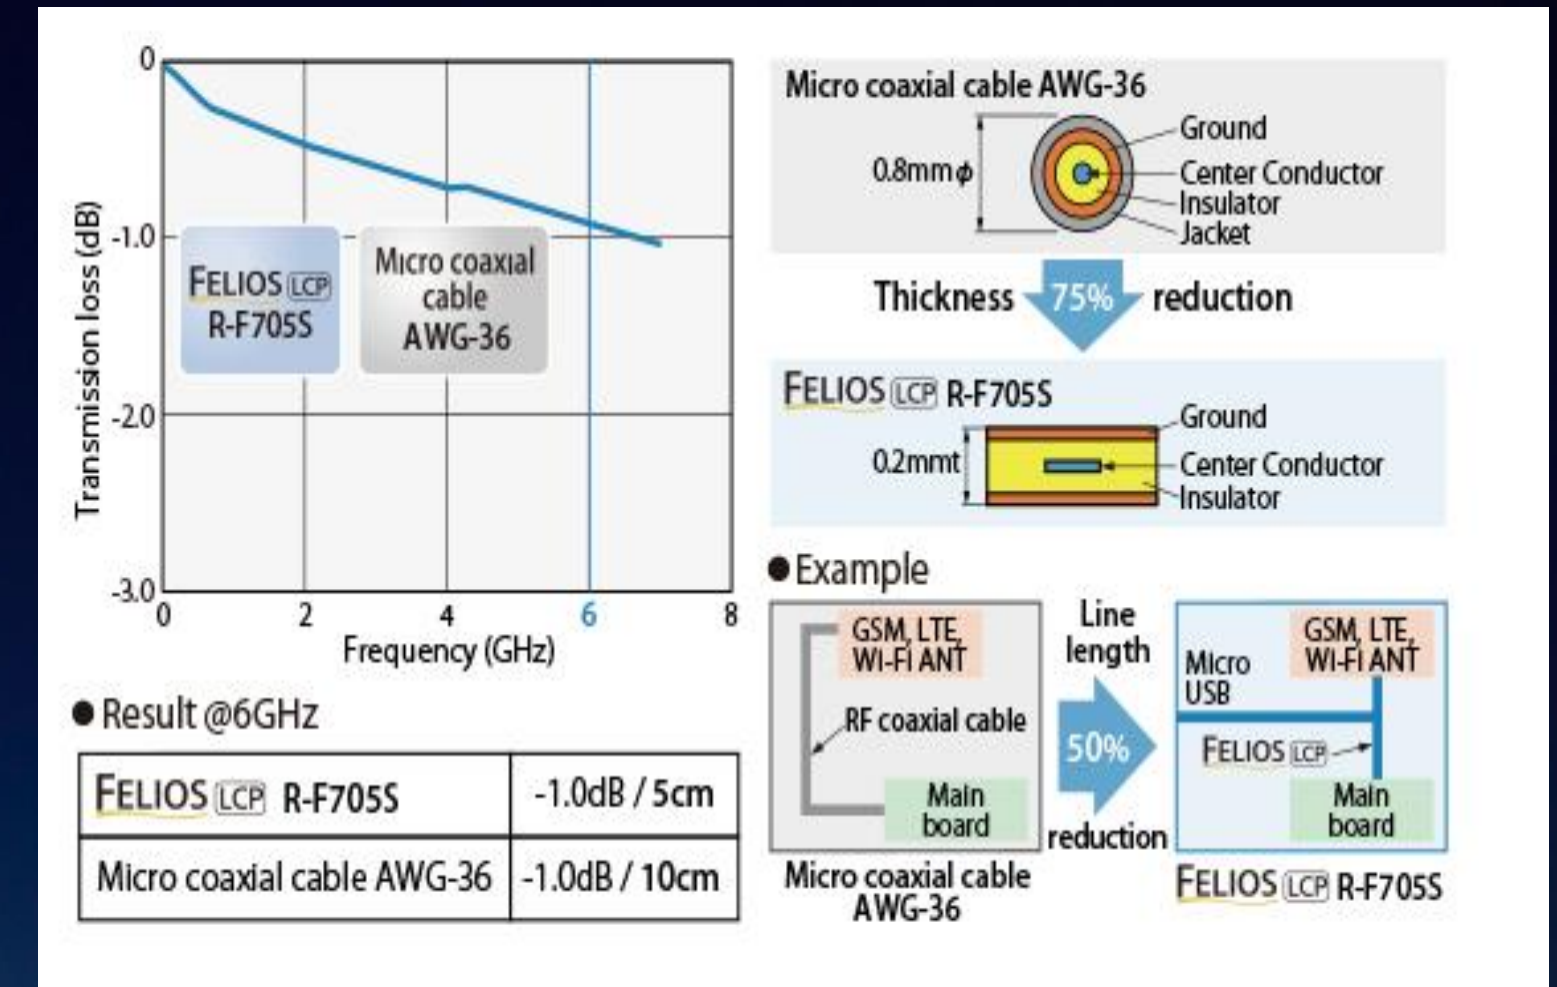 0
-1.0
-2.0
-3.0
Transmission loss (dB)
0 2 4 6 8
Frequency (GHz)
FELIOS LCP
R-F705S
Micro coaxial
cable
AWG-36
● Result @6GHz
FELIOS LCP R-F705S -1.0dB / 5cm
Micro coaxial cable AWG-36 -1.0dB / 10cm
Micro coaxial cable AWG-36
0.8mmϕ
Ground
Center Conductor
Insulator
Jacket
Thickness 75% reduction
FELIOS LCP R-F705S
0.2mmt
Ground
Center Conductor
Insulator
● Example
GSM, LTE,
WI-FI ANT
RF coaxial cable
Main
board
Micro coaxial cable
AWG-36
Line
length
50%
reduction
GSM, LTE,
WI-FI ANT
Micro
USB
FELIOS LCP
Main
board
FELIOS LCP R-F705S